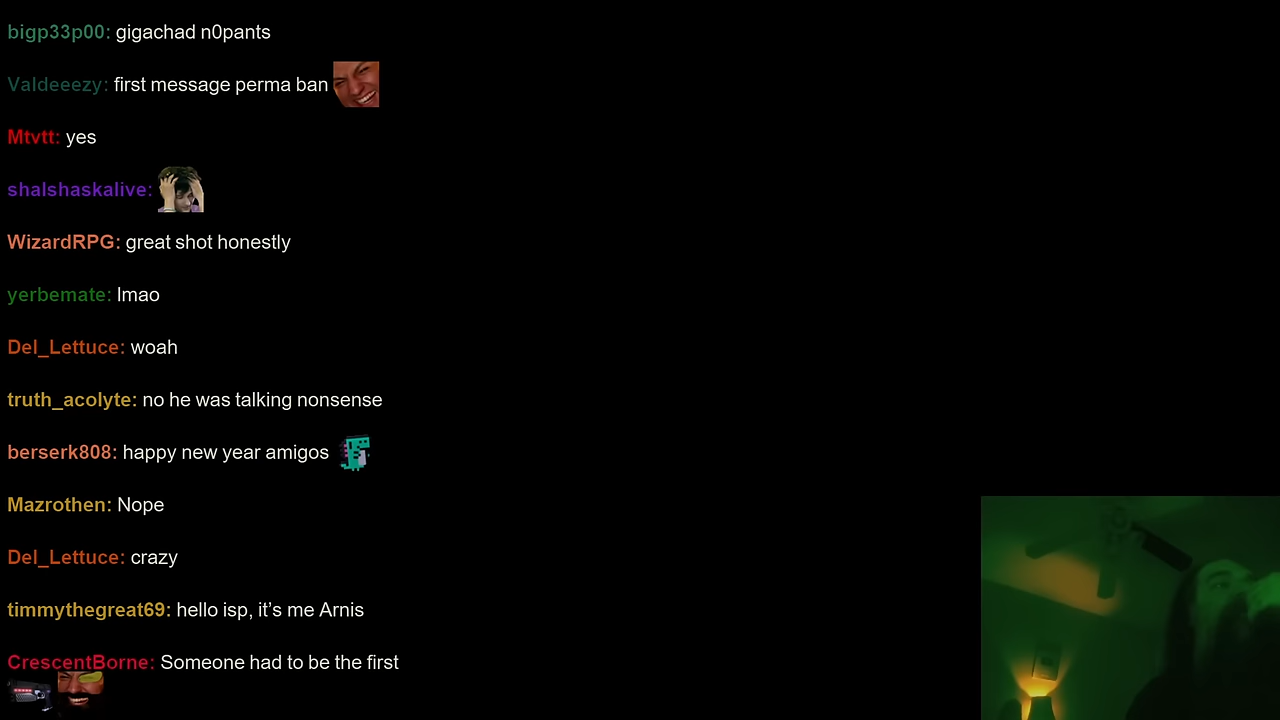 bigp33p00: gigachad n0pants
Valdeeezy: first message perma ban
Mtvtt: yes
shalshaskalive:
WizardRPG: great shot honestly
yerbemate: lmao
Del_Lettuce: woah
truth_acolyte: no he was talking nonsense
berserk808: happy new year amigos
Mazrothen: Nope
Del_Lettuce: crazy
timmythegreat69: hello isp, it's me Arnis
CrescentBorne: Someone had to be the first